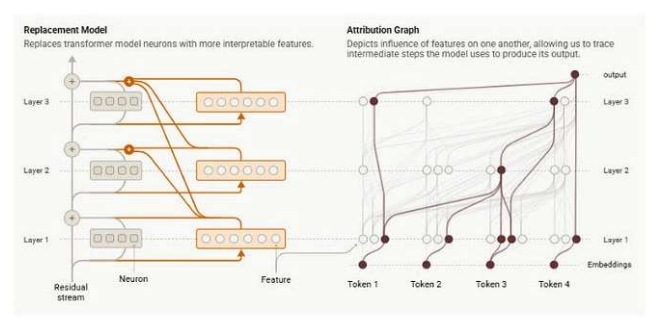 Replacement Model
Replaces transformer model neurons with more interpretable features.
Layer 3
Layer 2
Layer 1
Neuron
Feature
Residual
stream
Attribution Graph
Depicts influence of features on one another, allowing us to trace
intermediate steps the model uses to produce its output.
output
Layer 3
Layer 2
Layer 1
Embeddings
Token 1
Token 2
Token 3
Token 4